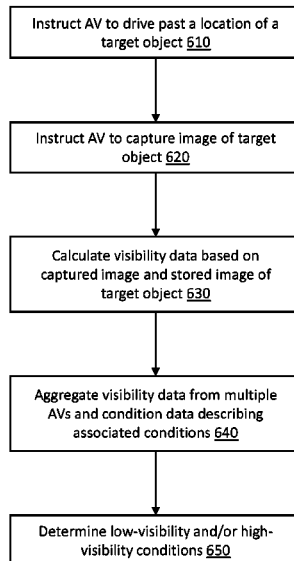 Instruct AV to drive past a location of a
target object 610
Instruct AV to capture image of target
object 620
Calculate visibility data based on
captured image and stored image of
target object 630
Aggregate visibility data from multiple
AVs and condition data describing
associated conditions 640
Determine low-visibility and/or high-
visibility conditions 650